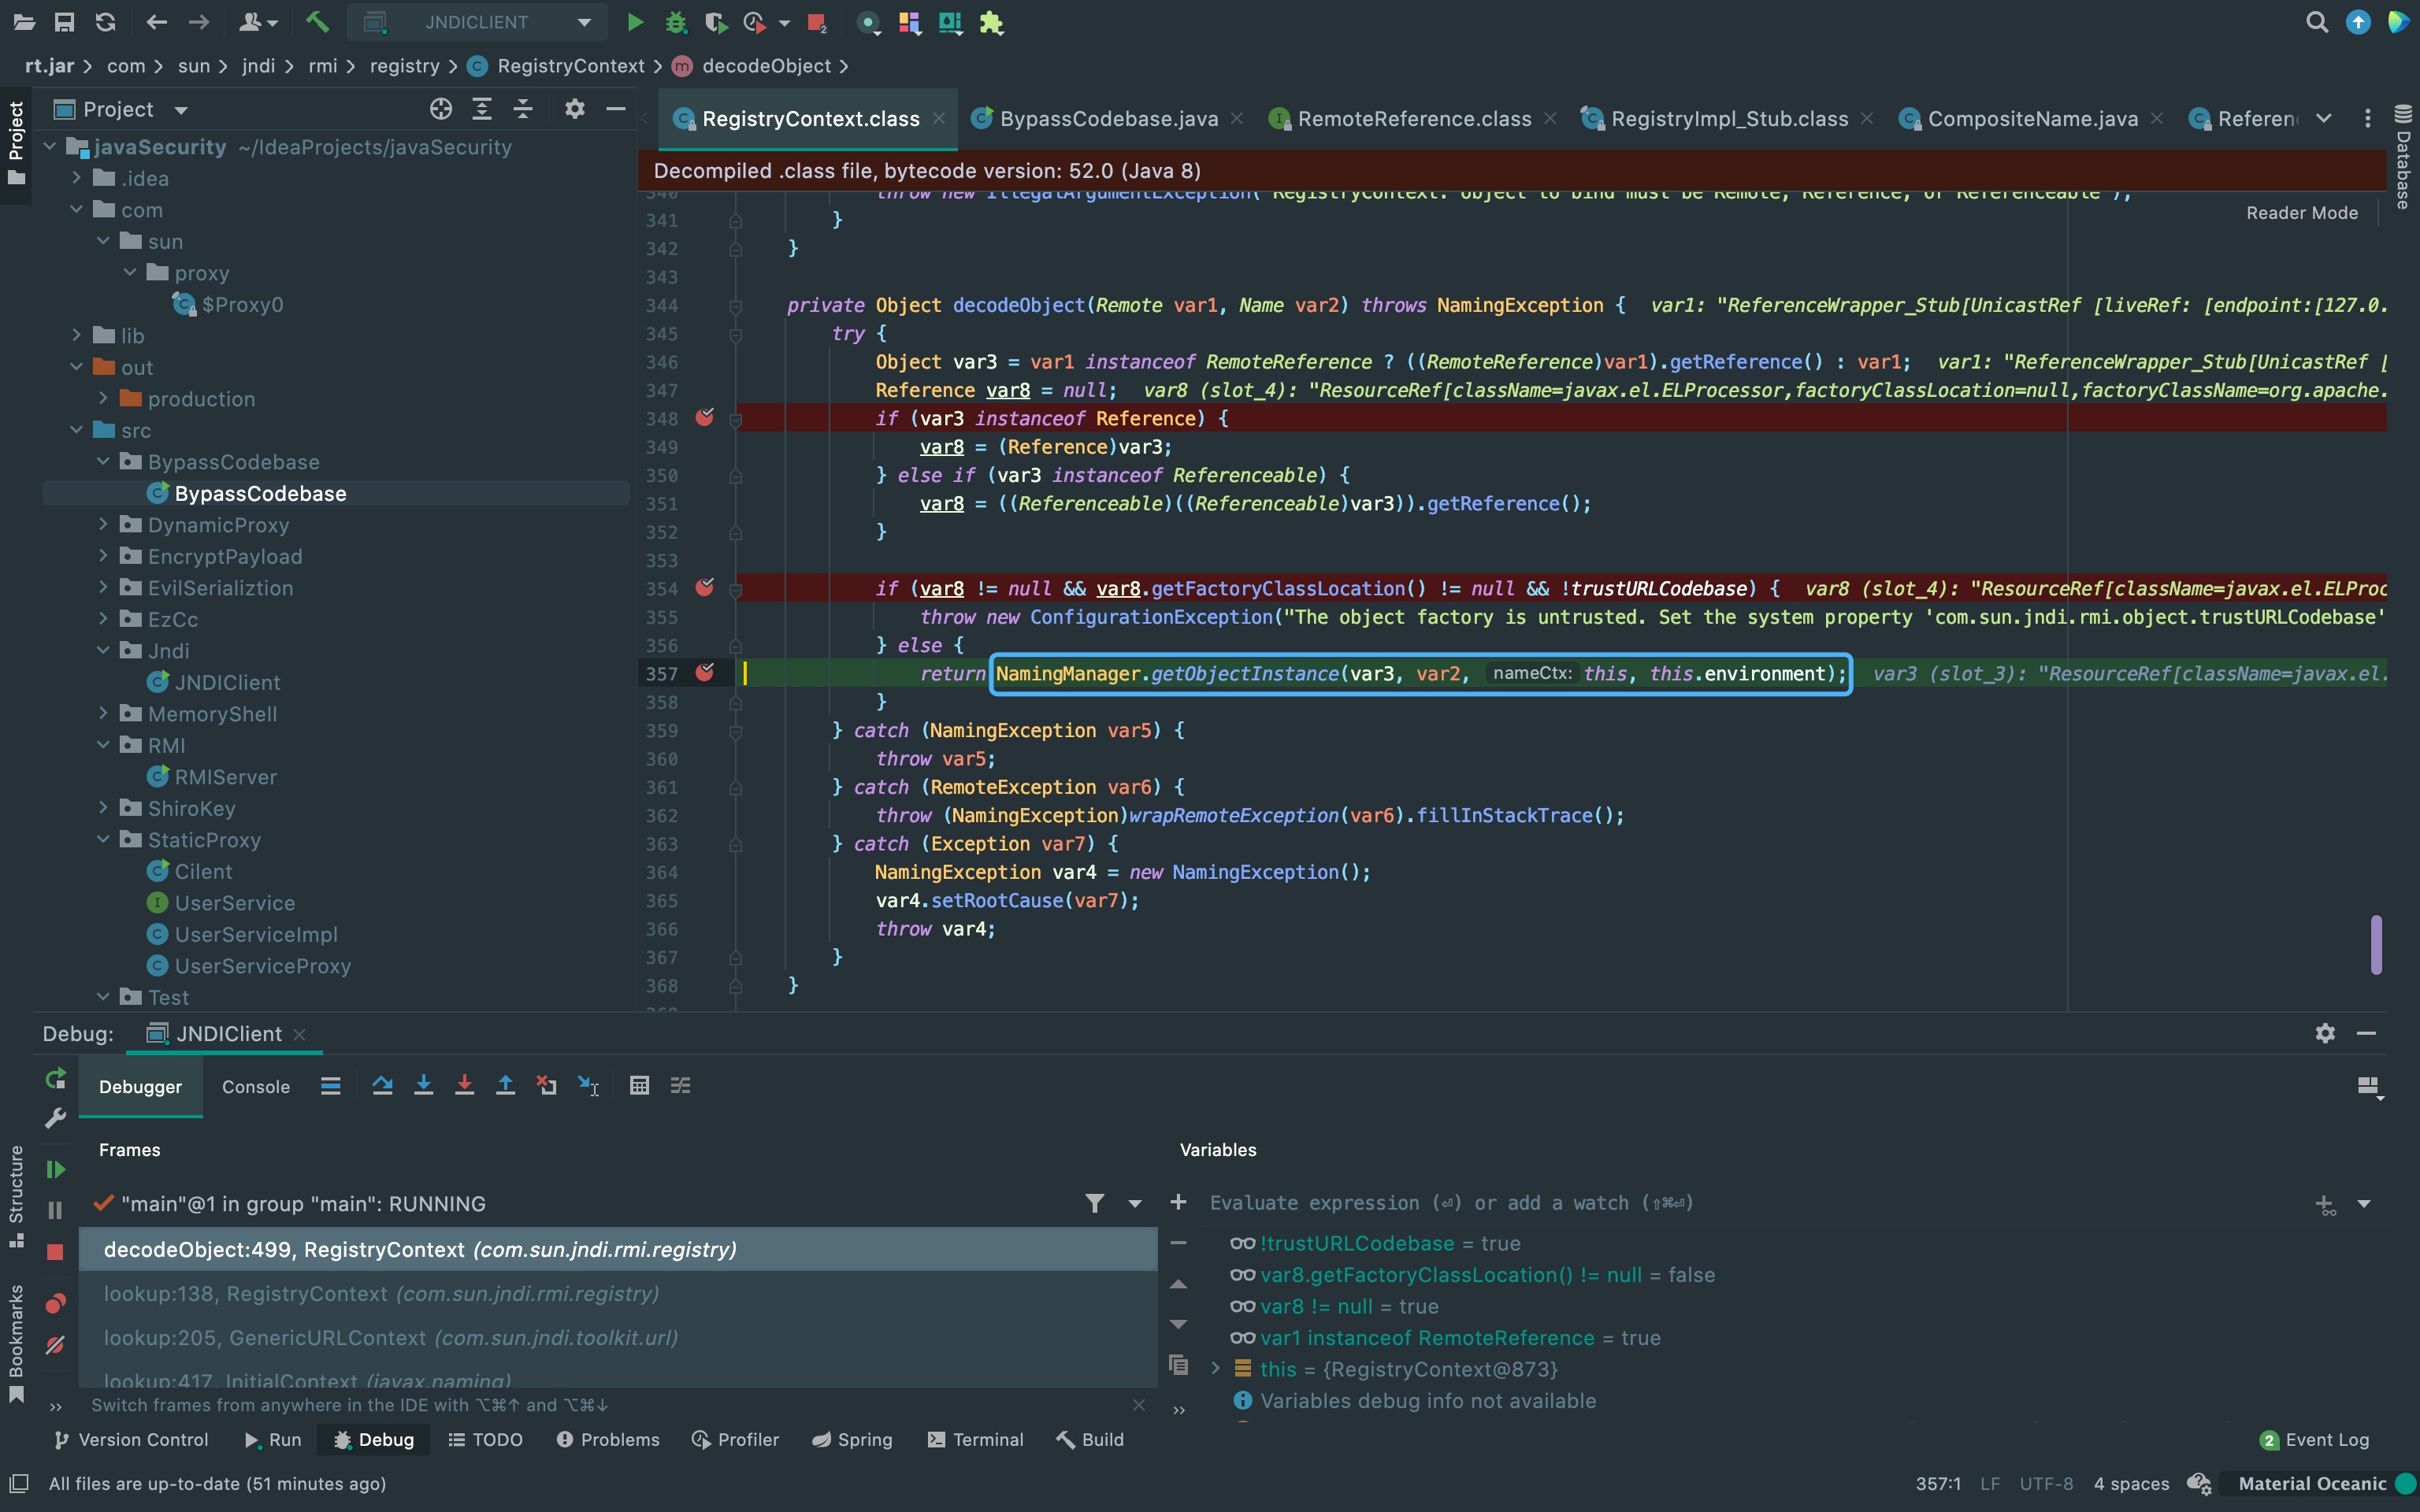 JNDICLIENT
rt.jar > com > sun > jndi > rmi > registry > RegistryContext > decodeObject >
Project
Project
javaSecurity ~/IdeaProjects/javaSecurity
.idea
com
sun
proxy
$Proxy0
lib
out
production
src
BypassCodebase
BypassCodebase
DynamicProxy
EncryptPayload
EvilSerializtion
EzCc
Jndi
JNDIClient
MemoryShell
RMI
RMIServer
ShiroKey
StaticProxy
Cilent
UserService
UserServiceImpl
UserServiceProxy
Test
RegistryContext.class BypassCodebase.java RemoteReference.class RegistryImpl_Stub.class CompositeName.java Referen
Database
Decompiled .class file, bytecode version: 52.0 (Java 8)
Reader Mode
340 throw new IllegalArgumentException("RegistryContext: object to bind must be Remote, Reference, or Referenceable");
341 }
342 }
343
344 private Object decodeObject(Remote var1, Name var2) throws NamingException { var1: "ReferenceWrapper_Stub[UnicastRef [liveRef: [endpoint:[127.0.
345 try {
346 Object var3 = var1 instanceof RemoteReference ? ((RemoteReference)var1).getReference() : var1; var1: "ReferenceWrapper_Stub[UnicastRef [
347 Reference var8 = null; var8 (slot_4): "ResourceRef[className=javax.el.ELProcessor,factoryClassLocation=null,factoryClassName=org.apache.
348 if (var3 instanceof Reference) {
349 var8 = (Reference)var3;
350 } else if (var3 instanceof Referenceable) {
351 var8 = ((Referenceable)((Referenceable)var3)).getReference();
352 }
353
354 if (var8 != null && var8.getFactoryClassLocation() != null && !trustURLCodebase) { var8 (slot_4): "ResourceRef[className=javax.el.ELProc
355 throw new ConfigurationException("The object factory is untrusted. Set the system property 'com.sun.jndi.rmi.object.trustURLCodebase'
356 } else {
357 return NamingManager.getObjectInstance(var3, var2, nameCtx: this, this.environment); var3 (slot_3): "ResourceRef[className=javax.el.
358 }
359 } catch (NamingException var5) {
360 throw var5;
361 } catch (RemoteException var6) {
362 throw (NamingException)wrapRemoteException(var6).fillInStackTrace();
363 } catch (Exception var7) {
364 NamingException var4 = new NamingException();
365 var4.setRootCause(var7);
366 throw var4;
367 }
368 }
Debug: JNDIClient
Debugger Console
Frames
"main"@1 in group "main": RUNNING
decodeObject:499, RegistryContext (com.sun.jndi.rmi.registry)
lookup:138, RegistryContext (com.sun.jndi.rmi.registry)
lookup:205, GenericURLContext (com.sun.jndi.toolkit.url)
lookup:417, InitialContext (javax.naming)
Switch frames from anywhere in the IDE with ⌥⌘↑ and ⌥⌘↓
Variables
Evaluate expression (⏎) or add a watch (⇧⌘⏎)
!trustURLCodebase = true
var8.getFactoryClassLocation() != null = false
var8 != null = true
var1 instanceof RemoteReference = true
this = {RegistryContext@873}
Variables debug info not available
Structure
Bookmarks
Version Control Run Debug TODO Problems Profiler Spring Terminal Build 2 Event Log
All files are up-to-date (51 minutes ago) 357:1 LF UTF-8 4 spaces Material Oceanic